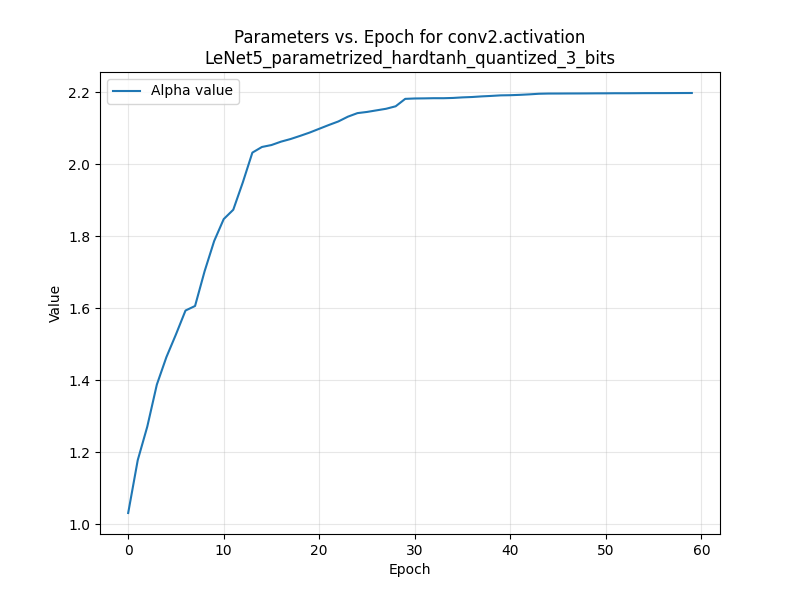 Parameters vs. Epoch for conv2.activation
LeNet5_parametrized_hardtanh_quantized_3_bits
Alpha value
2.2
2.0
1.8
1.6
1.4
1.2
1.0
Value
0 10 20 30 40 50 60
Epoch